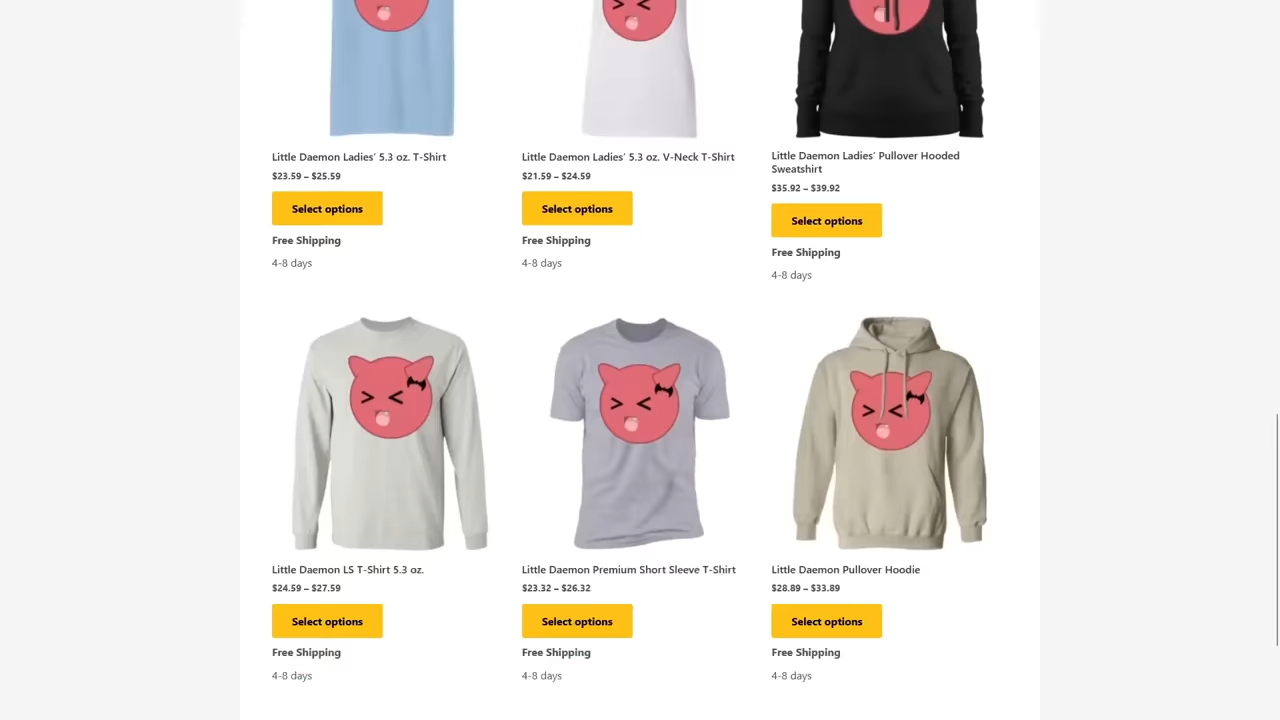 Little Daemon Ladies’ 5.3 oz. T-Shirt
$23.59 – $25.59
Select options
Free Shipping
4-8 days
Little Daemon Ladies’ 5.3 oz. V-Neck T-Shirt
$21.59 – $24.59
Select options
Free Shipping
4-8 days
Little Daemon Ladies’ Pullover Hooded
Sweatshirt
$35.92 – $39.92
Select options
Free Shipping
4-8 days
Little Daemon LS T-Shirt 5.3 oz.
$24.59 – $27.59
Select options
Free Shipping
4-8 days
Little Daemon Premium Short Sleeve T-Shirt
$23.32 – $26.32
Select options
Free Shipping
4-8 days
Little Daemon Pullover Hoodie
$28.89 – $33.89
Select options
Free Shipping
4-8 days